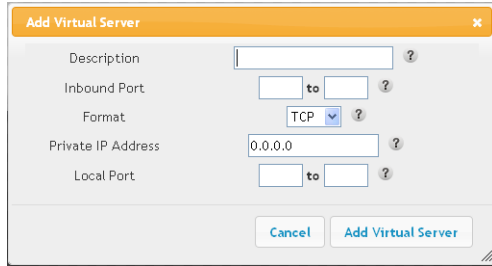 Add Virtual Server ×
Description ?
Inbound Port to ?
Format TCP ?
Private IP Address 0.0.0.0 ?
Local Port to ?
Cancel Add Virtual Server